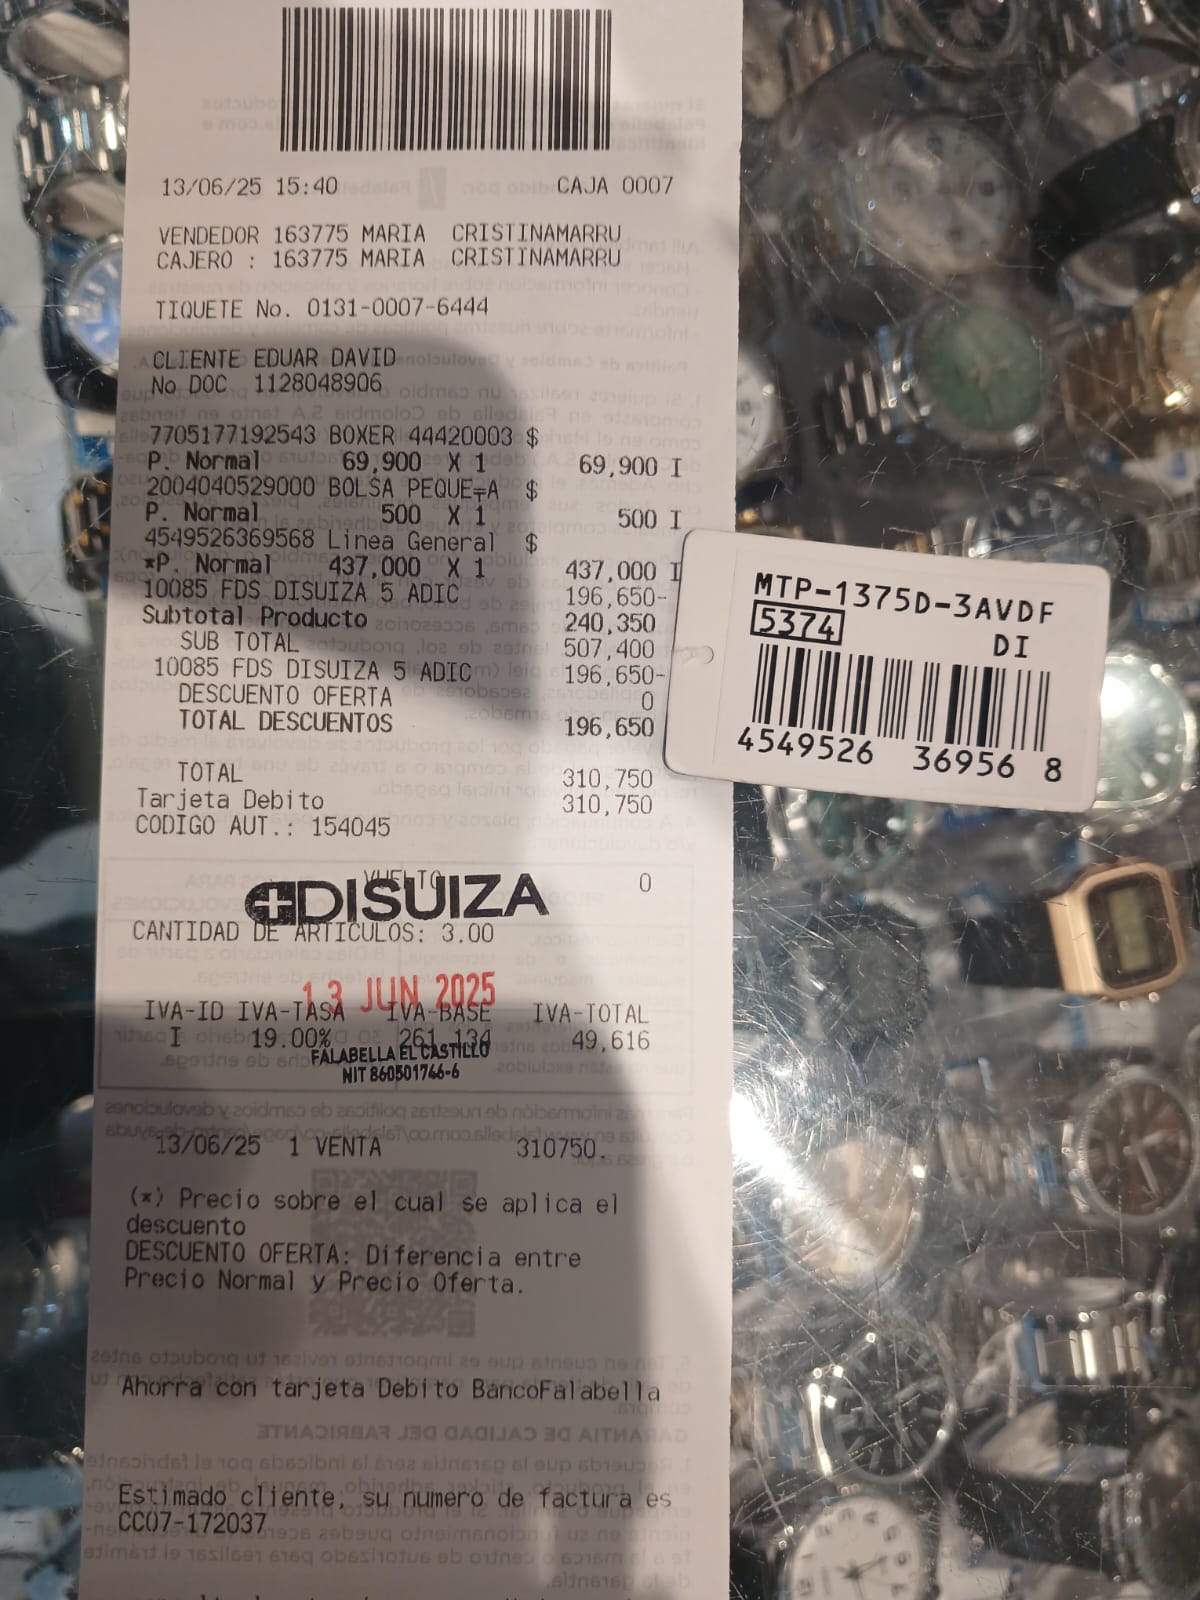 13/06/25 15:40 CAJA 0007
VENDEDOR 163775 MARIA CRISTINAMARRU
CAJERO : 163775 MARIA CRISTINAMARRU
TIQUETE No. 0131-0007-6444
CLIENTE EDUAR DAVID
No DOC 1128048906
7705177192543 BOXER 44420003 $
P. Normal 69,900 X 1 69,900 I
2004040529000 BOLSA PEQUE╤A $
P. Normal 500 X 1 500 I
4549526369568 Linea General $
*P. Normal 437,000 X 1 437,000 I
10085 FDS DISUIZA 5 ADIC 196,650-
Subtotal Producto 240,350
SUB TOTAL 507,400
10085 FDS DISUIZA 5 ADIC 196,650-
DESCUENTO OFERTA 0
TOTAL DESCUENTOS 196,650
TOTAL 310,750
Tarjeta Debito 310,750
CODIGO AUT.: 154045
VUELTO 0
DISUIZA
CANTIDAD DE ARTICULOS: 3.00
13 JUN 2025
IVA-ID IVA-TASA IVA-BASE IVA-TOTAL
I 19.00% 261,134 49,616
FALABELLA EL CASTILLO
NIT 860501766-6
13/06/25 1 VENTA 310750.
(*) Precio sobre el cual se aplica el
descuento
DESCUENTO OFERTA: Diferencia entre
Precio Normal y Precio Oferta.
Ahorra con tarjeta Debito BancoFalabella
Estimado cliente, su numero de factura es
CC07-172037
MTP-1375D-3AVDF
5374 DI
4549526 36956 8